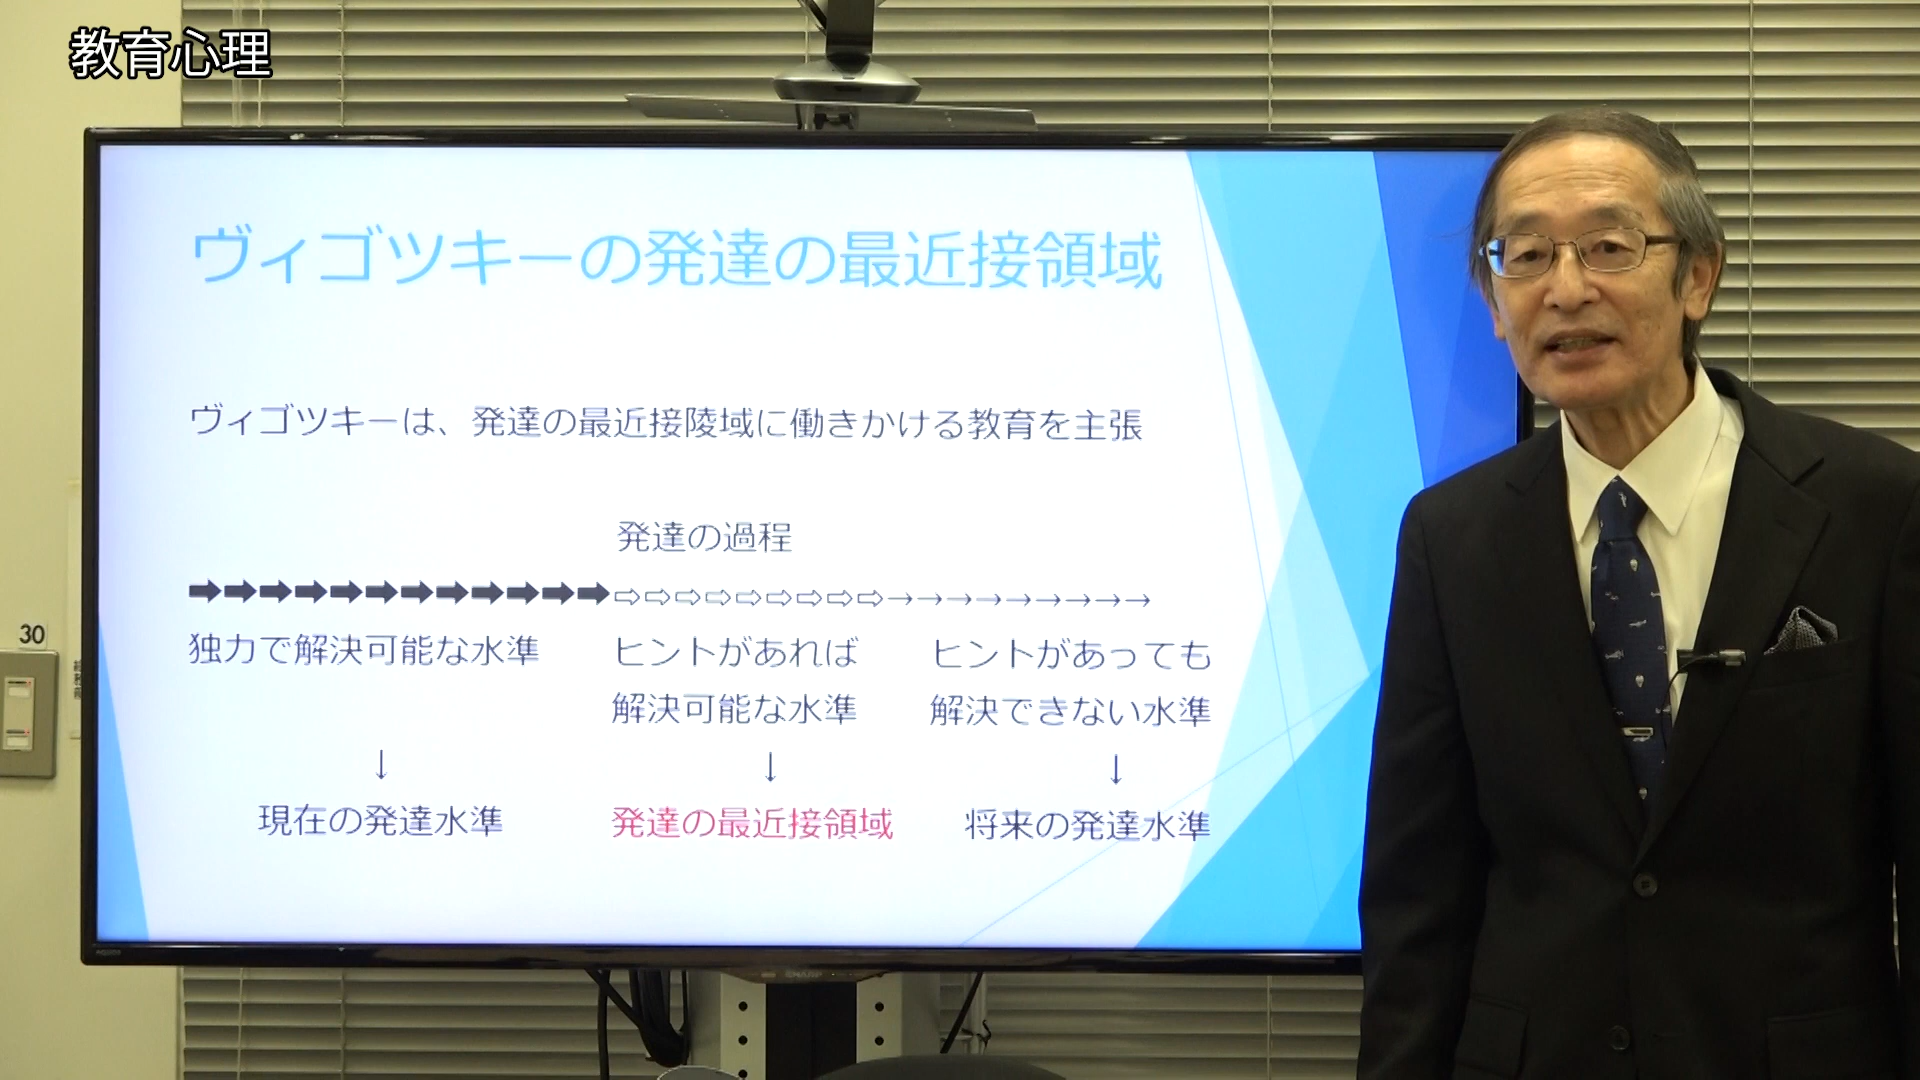 教育心理
ヴィゴツキーの発達の最近接領域
ヴィゴツキーは、発達の最近接陵域に働きかける教育を主張
発達の過程
➡➡➡➡➡➡➡➡➡➡➡➡⇨⇨⇨⇨⇨⇨⇨⇨⇨→→→→→→→→→
独力で解決可能な水準
ヒントがあれば
解決可能な水準
ヒントがあっても
解決できない水準
↓ ↓ ↓
現在の発達水準
発達の最近接領域
将来の発達水準
30